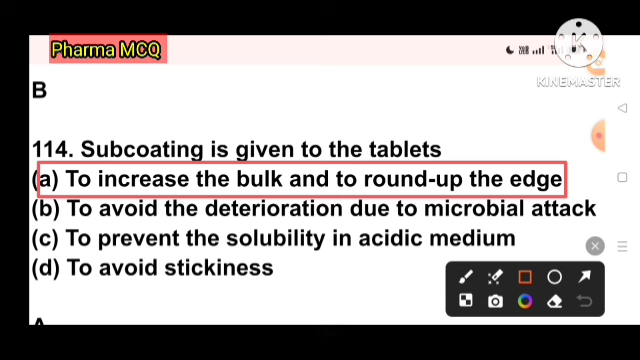 Pharma MCQ
KINEMASTER
B
114. Subcoating is given to the tablets
(a) To increase the bulk and to round-up the edge
(b) To avoid the deterioration due to microbial attack
(c) To prevent the solubility in acidic medium
(d) To avoid stickiness